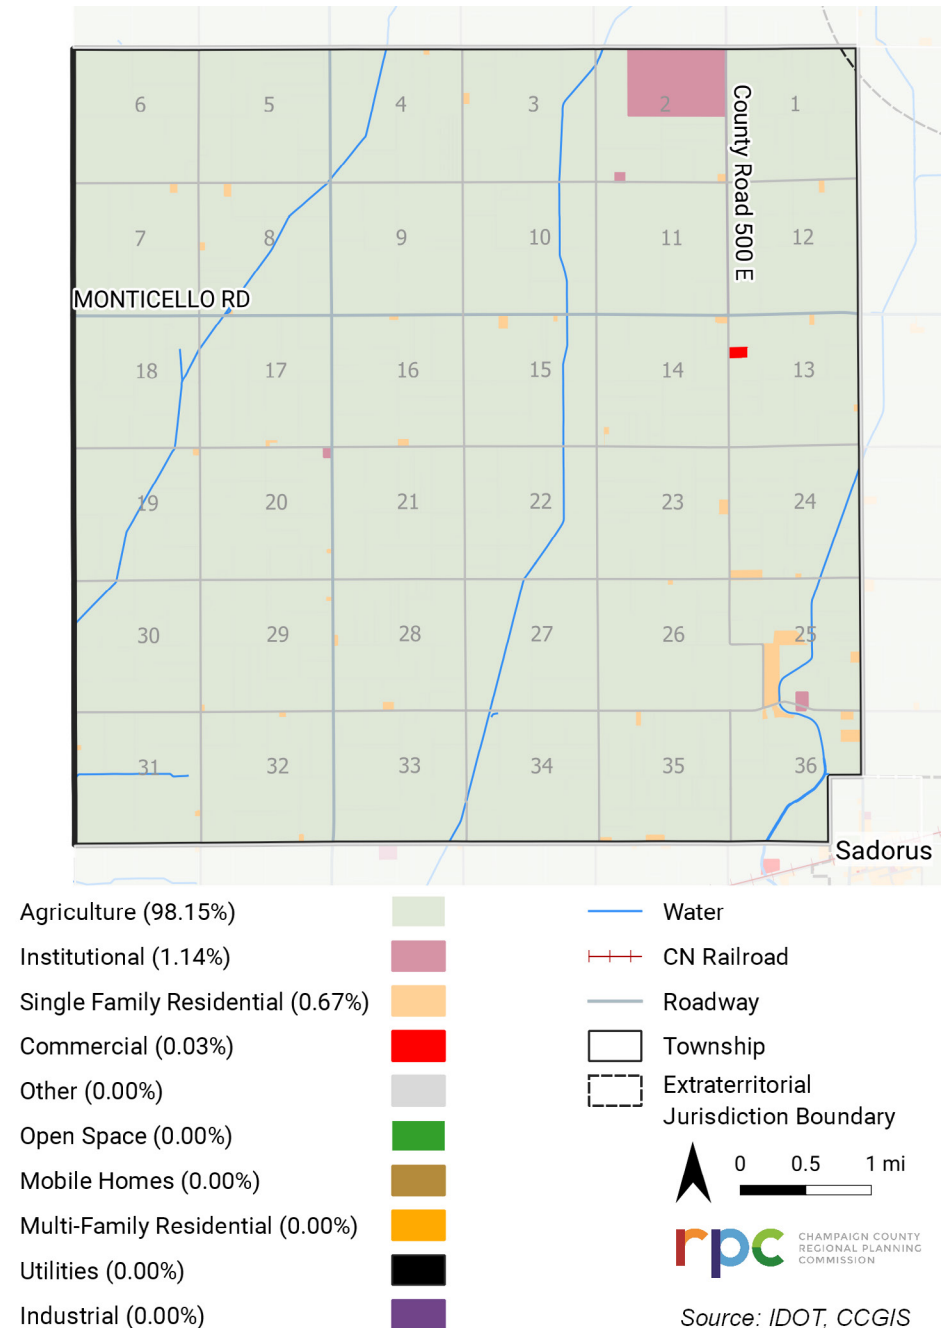 6 5 4 3 2 1
County Road 500 E
7 8 9 10 11 12
MONTICELLO RD
18 17 16 15 14 13
19 20 21 22 23 24
30 29 28 27 26 25
31 32 33 34 35 36
Sadorus
Agriculture (98.15%)
Institutional (1.14%)
Single Family Residential (0.67%)
Commercial (0.03%)
Other (0.00%)
Open Space (0.00%)
Mobile Homes (0.00%)
Multi-Family Residential (0.00%)
Utilities (0.00%)
Industrial (0.00%)
Water
CN Railroad
Roadway
Township
Extraterritorial
Jurisdiction Boundary
0 0.5 1 mi
rpc
CHAMPAIGN COUNTY
REGIONAL PLANNING
COMMISSION
Source: IDOT, CCGIS